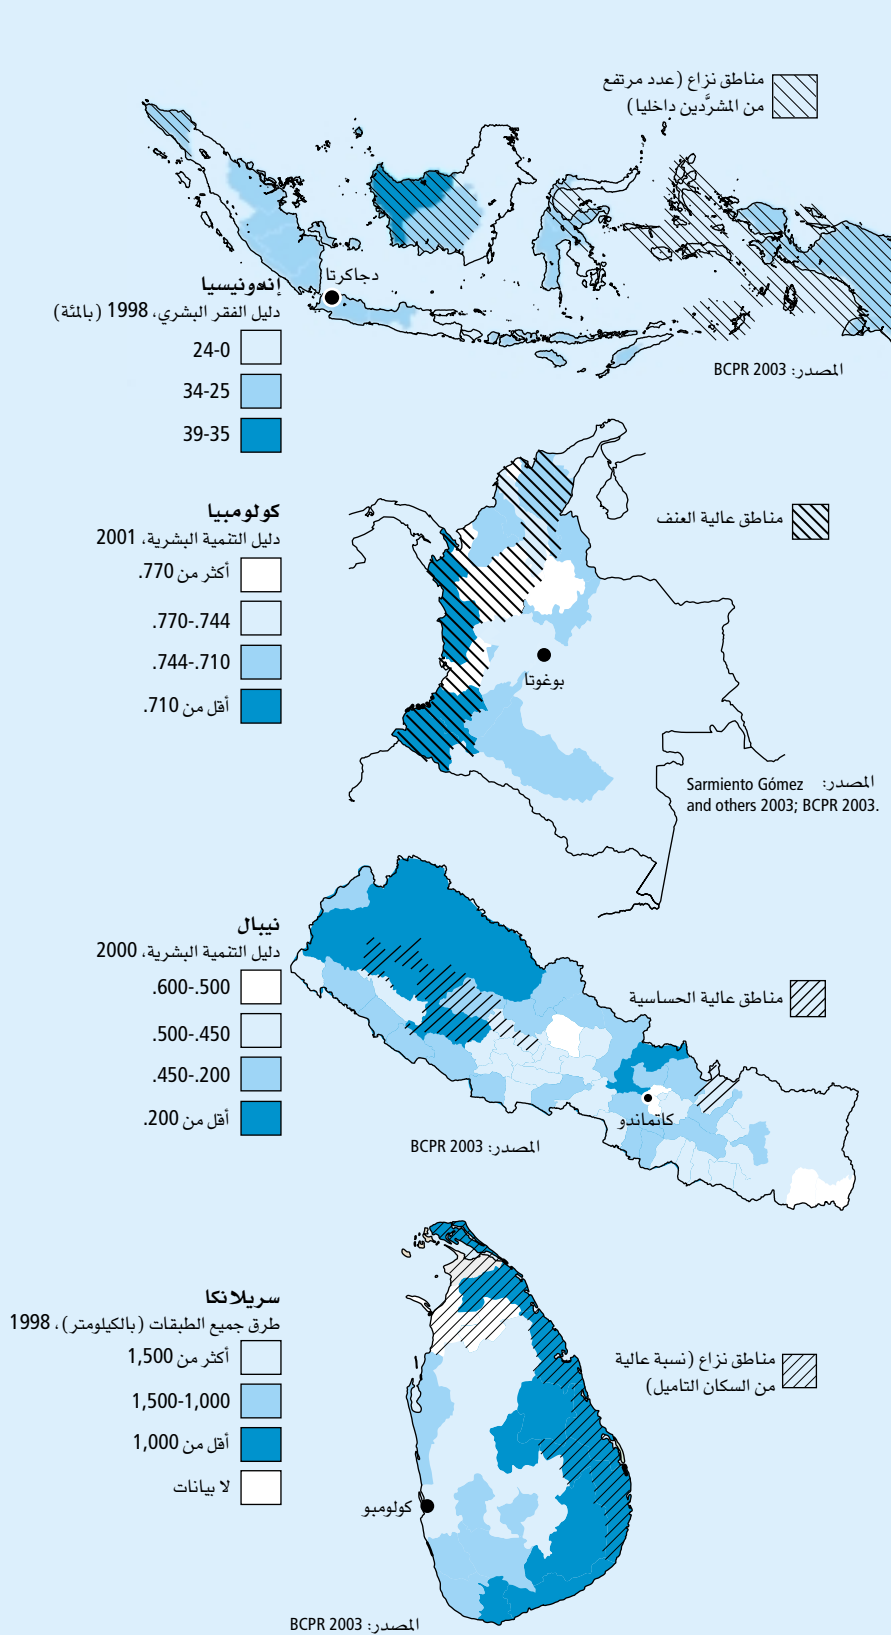 مناطق نزاع (عدد مرتفع
من المشرَّدين داخليا)
دجاكرتا
إندونيسيا
دليل الفقر البشري، 1998 (بالمئة)
24-0
34-25
39-35
المصدر: BCPR 2003
كولومبيا
دليل التنمية البشرية، 2001
أكثر من 770.
.770-.744
.744-.710
أقل من 710.
مناطق عالية العنف
بوغوتا
المصدر: Sarmiento Gómez
and others 2003; BCPR 2003.
نيبال
دليل التنمية البشرية، 2000
.600-.500
.500-.450
.450-.200
أقل من 200.
مناطق عالية الحساسية
كاتماندو
المصدر: BCPR 2003
سريلانكا
طرق جميع الطبقات (بالكيلومتر)، 1998
أكثر من 1,500
1,500-1,000
أقل من 1,000
لا بيانات
مناطق نزاع (نسبة عالية
من السكان التاميل)
كولومبو
المصدر: BCPR 2003